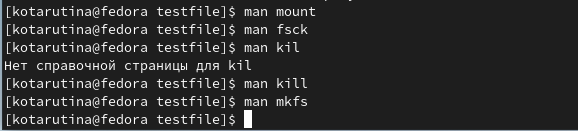 [kotarutina@fedora testfile]$ man mount
[kotarutina@fedora testfile]$ man fsck
[kotarutina@fedora testfile]$ man kil
Нет справочной страницы для kil
[kotarutina@fedora testfile]$ man kill
[kotarutina@fedora testfile]$ man mkfs
[kotarutina@fedora testfile]$